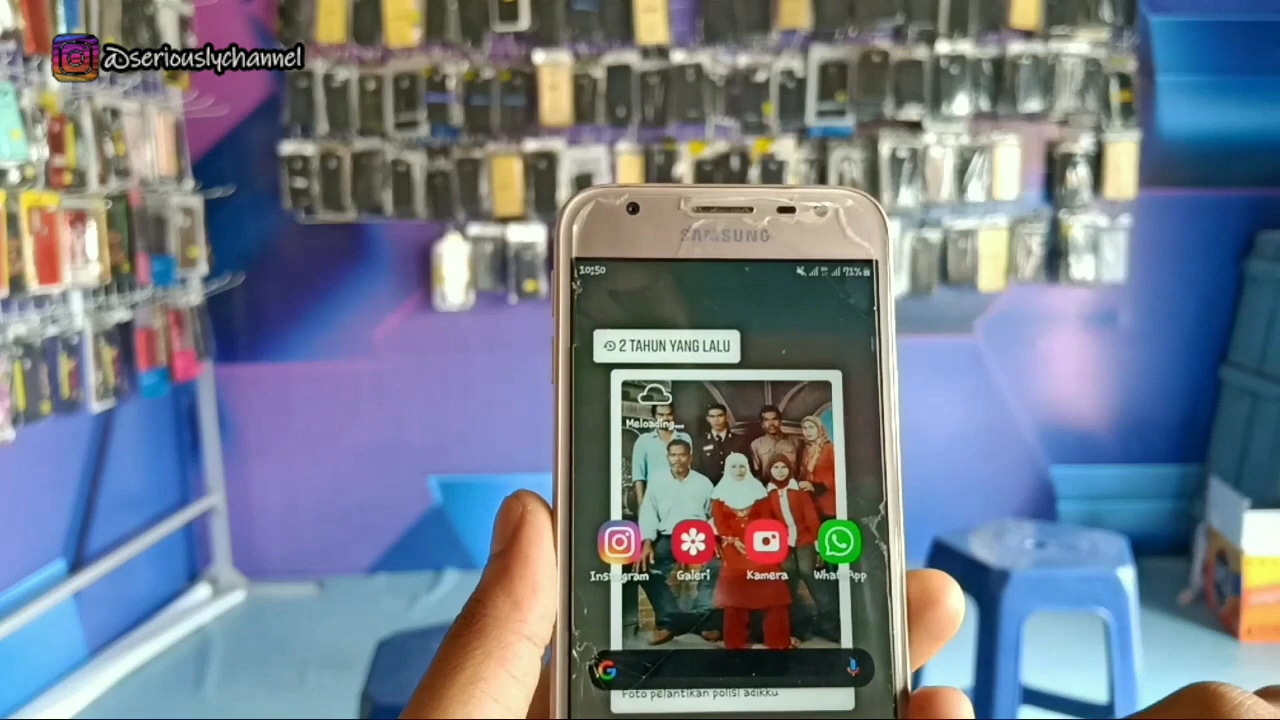 @seriouslychannel
SAMSUNG
10:50
71%
2 TAHUN YANG LALU
Meloading...
Instagram
Galeri
Kamera
WhatsApp
Foto pelantikan polisi adikku